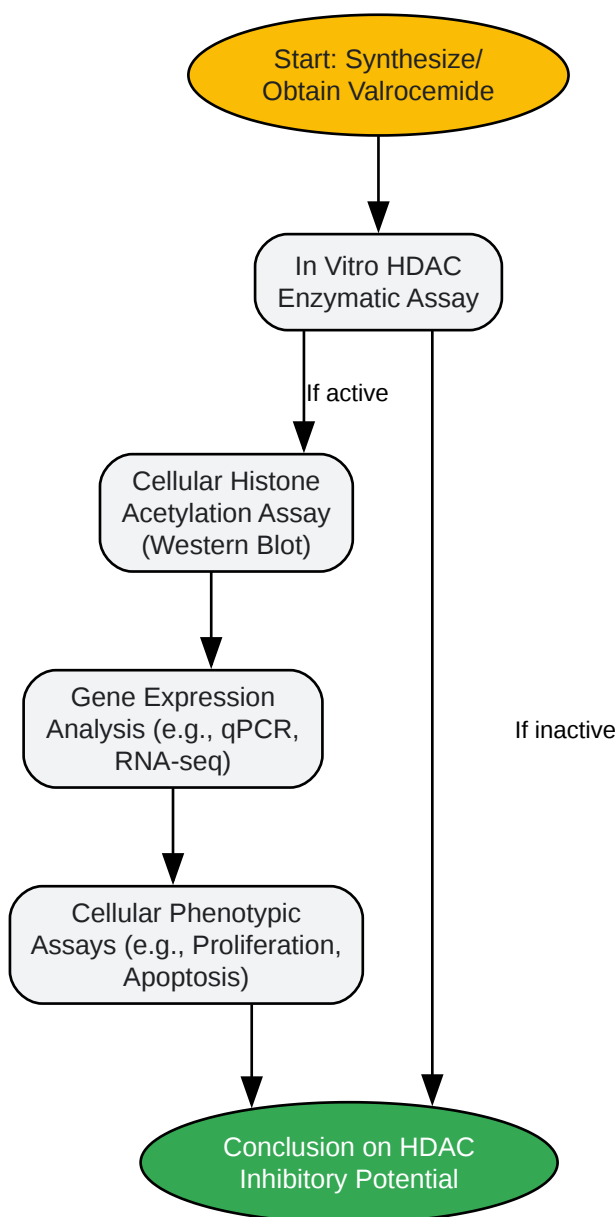 Start: Synthesize/
Obtain Valrocemide
In Vitro HDAC
Enzymatic Assay
If active
Cellular Histone
Acetylation Assay
(Western Blot)
Gene Expression
Analysis (e.g., qPCR,
RNA-seq)
If inactive
Cellular Phenotypic
Assays (e.g., Proliferation,
Apoptosis)
Conclusion on HDAC
Inhibitory Potential